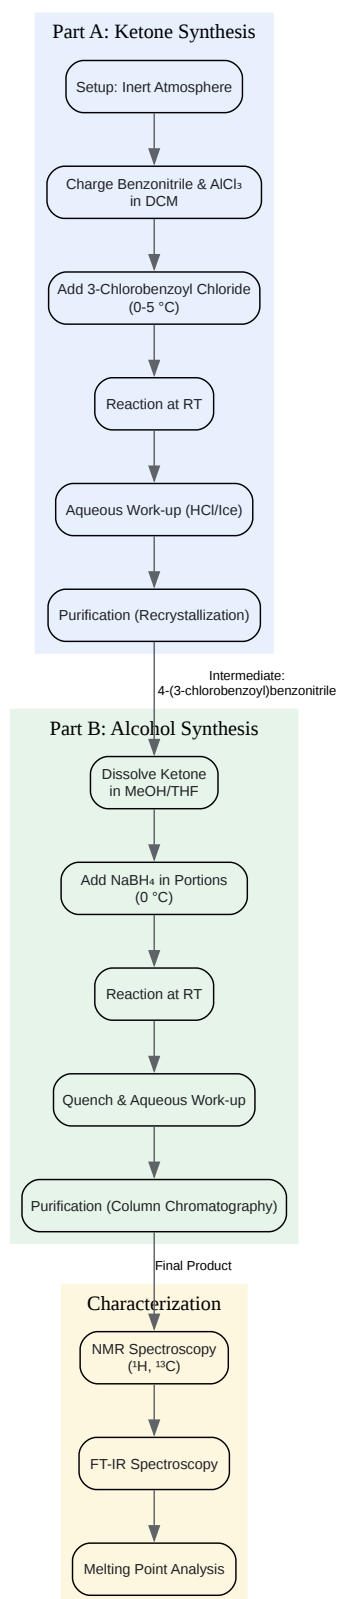 Part A: Ketone Synthesis
Setup: Inert Atmosphere
Charge Benzonitrile & AlCl₃
in DCM
Add 3-Chlorobenzoyl Chloride
(0-5 °C)
Reaction at RT
Aqueous Work-up (HCl/Ice)
Purification (Recrystallization)
Intermediate:
4-(3-chlorobenzoyl)benzonitrile
Part B: Alcohol Synthesis
Dissolve Ketone
in MeOH/THF
Add NaBH₄ in Portions
(0 °C)
Reaction at RT
Quench & Aqueous Work-up
Purification (Column Chromatography)
Final Product
Characterization
NMR Spectroscopy
(¹H, ¹³C)
FT-IR Spectroscopy
Melting Point Analysis